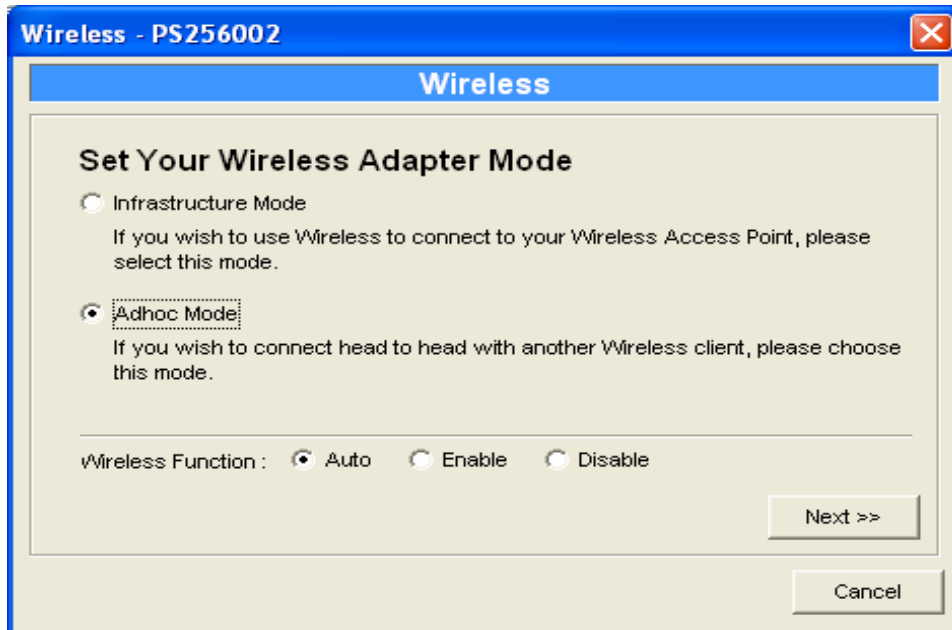 Wireless - PS256002
Wireless
Set Your Wireless Adapter Mode
Infrastructure Mode
If you wish to use Wireless to connect to your Wireless Access Point, please
select this mode.
Adhoc Mode
If you wish to connect head to head with another Wireless client, please choose
this mode.
Wireless Function : Auto Enable Disable
Next >>
Cancel